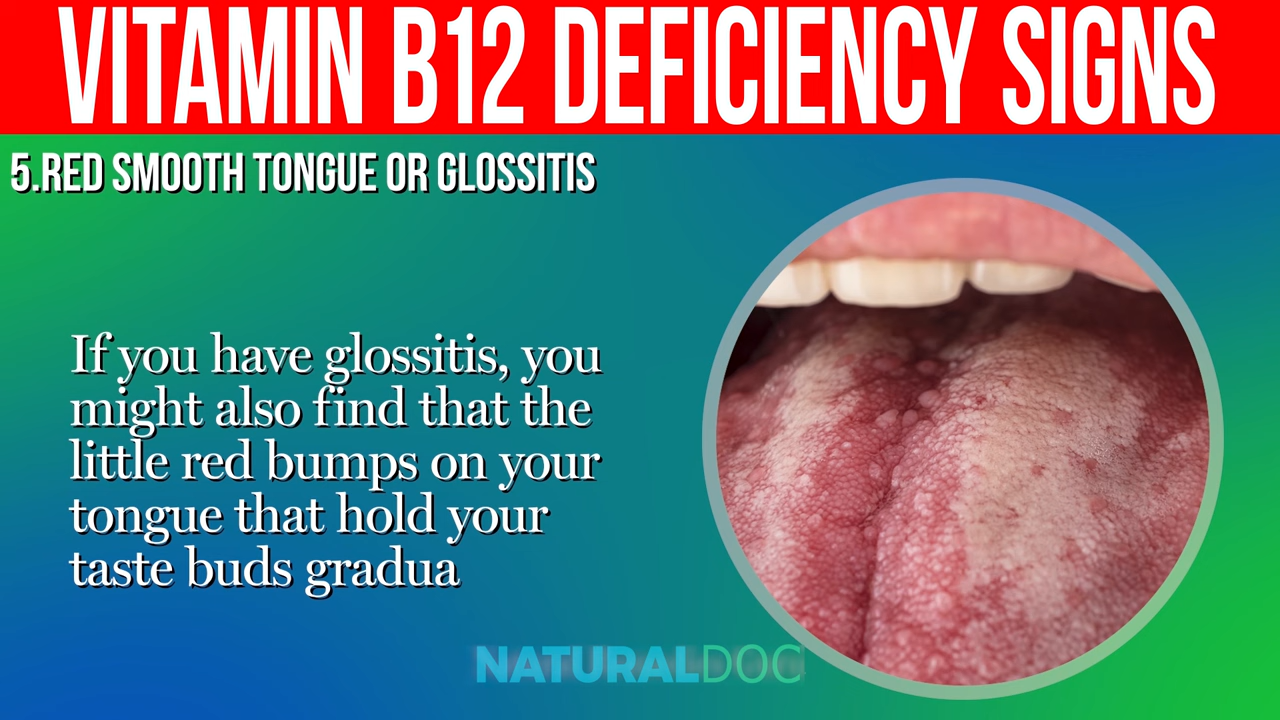 VITAMIN B12 DEFICIENCY SIGNS
5.RED SMOOTH TONGUE OR GLOSSITIS
If you have glossitis, you
might also find that the
little red bumps on your
tongue that hold your
taste buds gradua
NATURALDOC